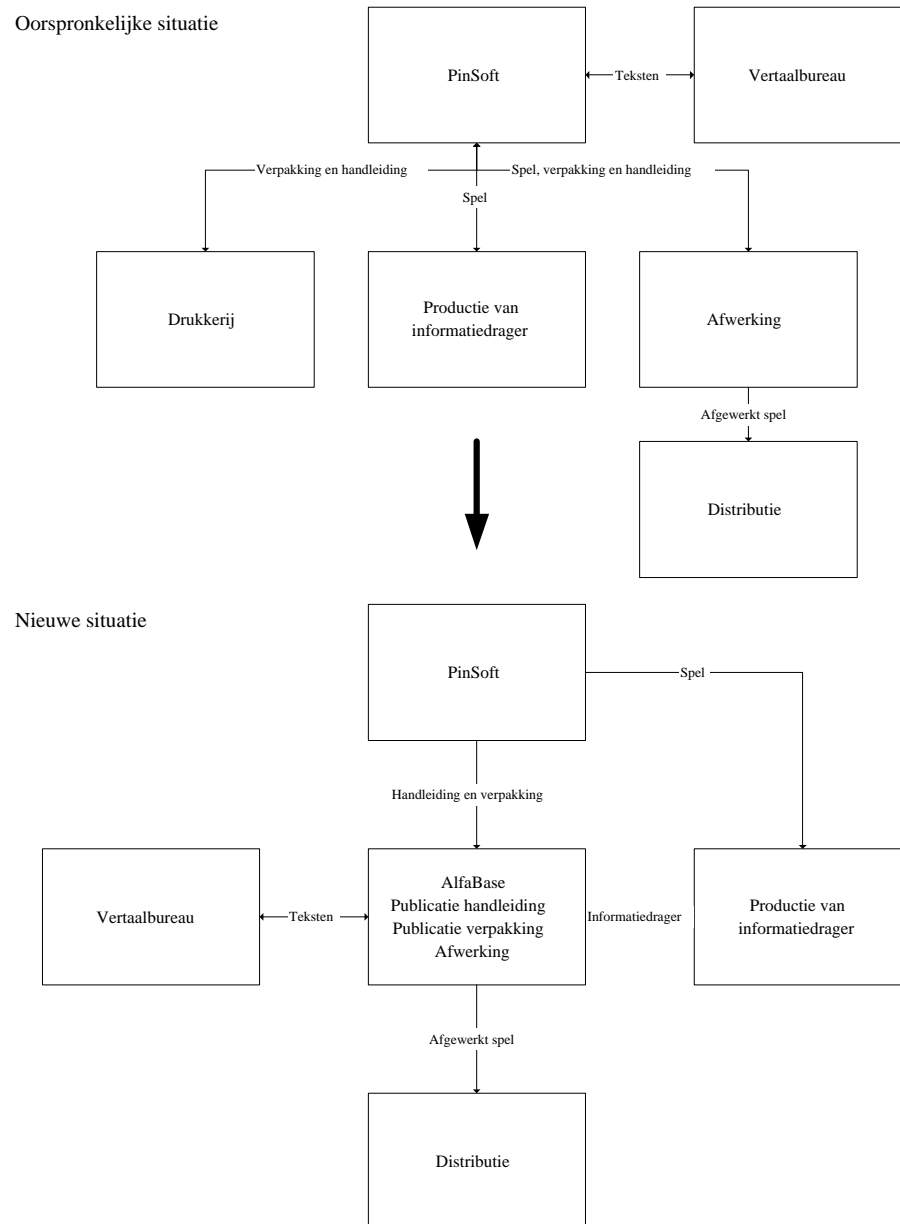 Oorspronkelijke situatie
PinSoft
Teksten
Vertaalbureau
Verpakking en handleiding
Spel, verpakking en handleiding
Spel
Drukkerij
Productie van
informatiedrager
Afwerking
Afgewerkt spel
Distributie
Nieuwe situatie
PinSoft
Spel
Handleiding en verpakking
Vertaalbureau
Teksten
AlfaBase
Publicatie handleiding
Publicatie verpakking
Afwerking
Informatiedrager
Productie van
informatiedrager
Afgewerkt spel
Distributie